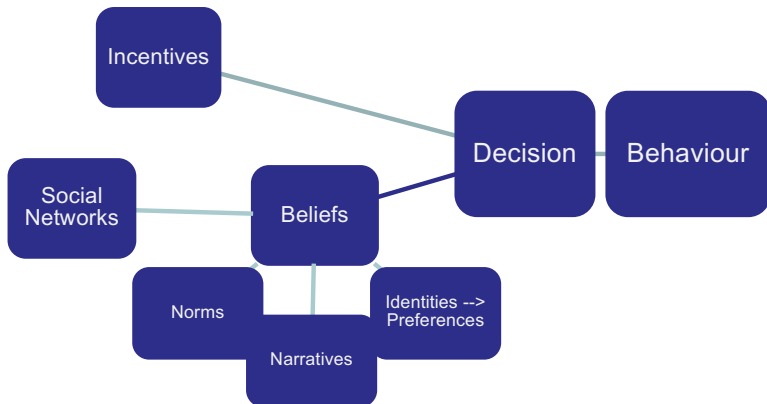 Incentives
Decision
Behaviour
Social
Networks
Beliefs
Norms
Narratives
Identities -->
Preferences